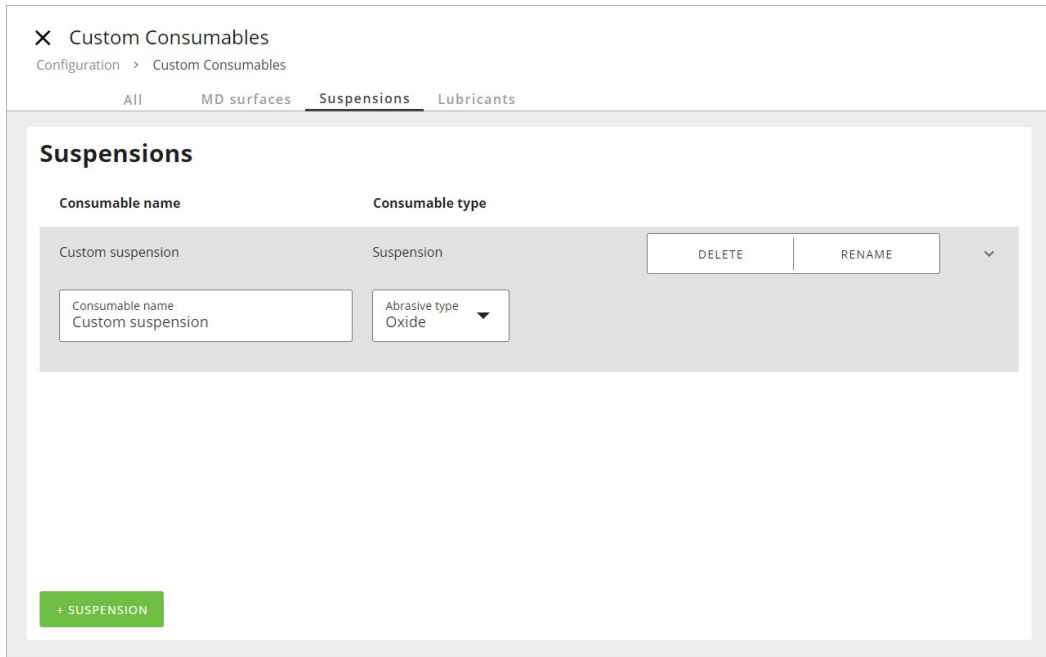 Custom Consumables
Configuration > Custom Consumables
All MD surfaces Suspensions Lubricants
Suspensions
Consumable name Consumable type
Custom suspension Suspension DELETE RENAME
Consumable name Abrasive type
Custom suspension Oxide
+ SUSPENSION